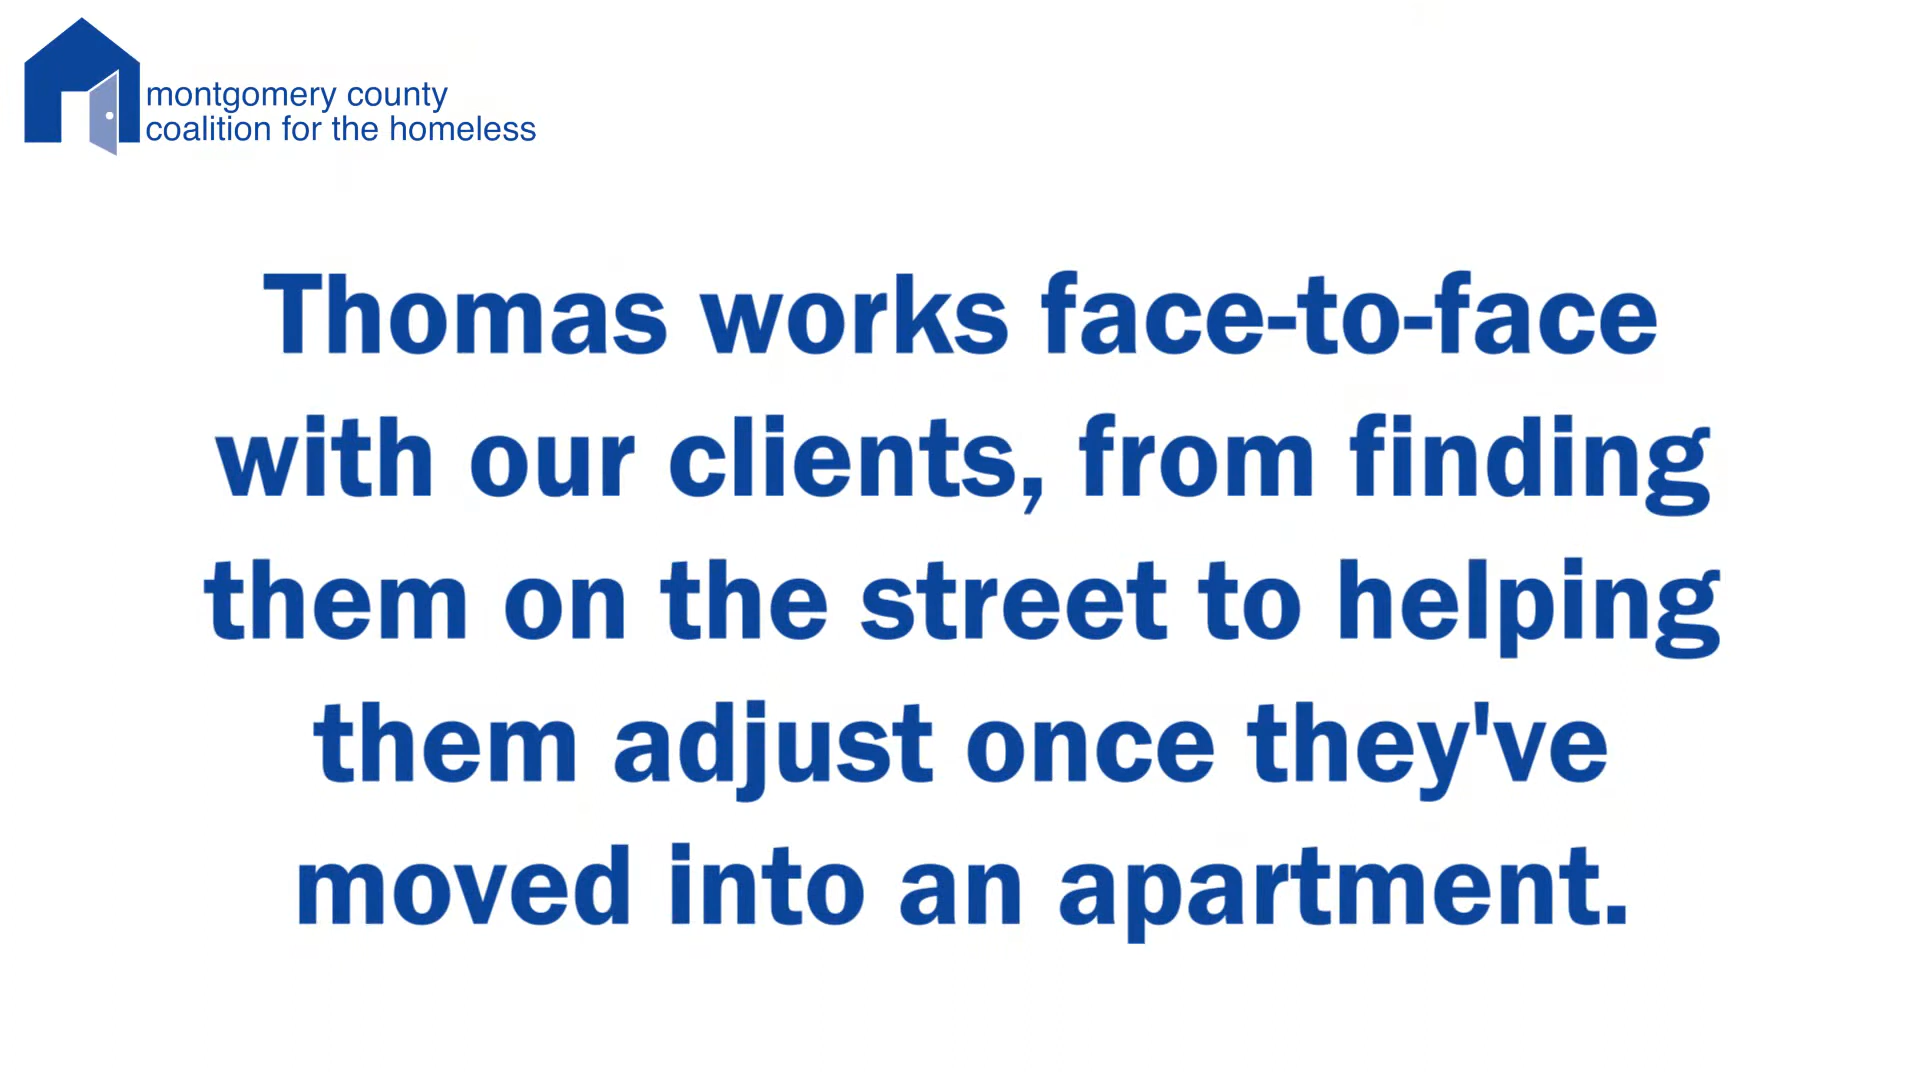 montgomery county
coalition for the homeless
Thomas works face-to-face
with our clients, from finding
them on the street to helping
them adjust once they've
moved into an apartment.